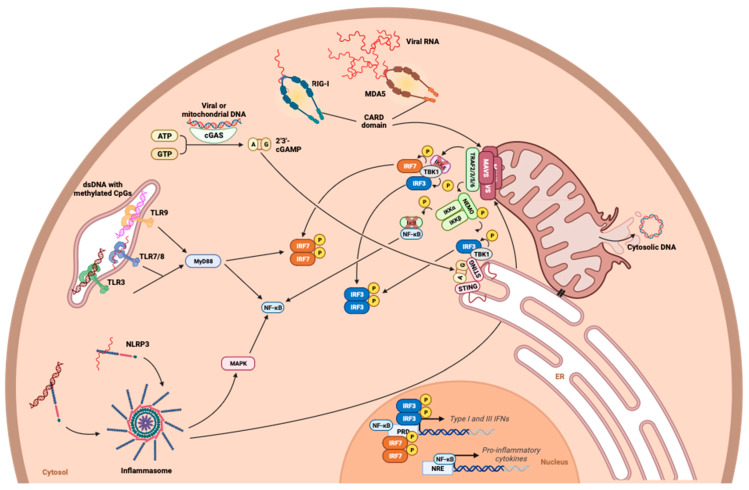 Viral RNA
RIG-I
MDA5
CARD
domain
Viral or
mitochondrial DNA
cGAS
ATP
GTP
A G
2'3'-
cGAMP
dsDNA with
methylated CpGs
TLR9
TLR7/8
TLR3
MyD88
IRF7
IRF7
P
P
NF-κB
MAPK
NLRP3
Inflammasome
Cytosol
P
IRF7
TBK1
IRF3
P
P
TRAF2/3/5/6
MAVS
VS
IKKα
IKKβ
NEMO
P
P
P
IκB
NF-κB
IRF3
P
TBK1
STING
A G
STING
IRF3
IRF3
P
P
Cytosolic DNA
ER
IRF3
IRF3
P
P
Type I and III IFNs
NF-κB
PRD
IRF7
IRF7
P
P
Pro-inflammatory
cytokines
NF-κB
NRE
Nucleus